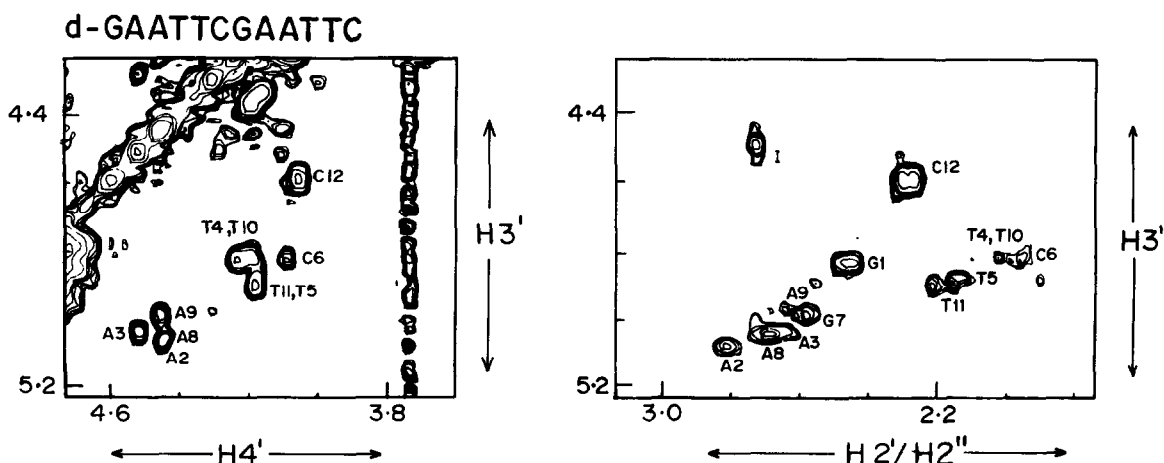 d-GAATTCGAATTC
4.4
C12
T4,T10
C6
T11,T5
A9
A3
A8
A2
5.2
4.6
3.8
H4'
H3'
4.4
I
C12
T4,T10
C6
G1
T5
T11
A9
G7
A3
A8
A2
5.2
3.0
2.2
H2'/H2"
H3'